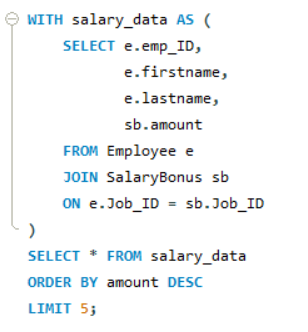 WITH salary_data AS (
SELECT e.emp_ID,
e.firstname,
e.lastname,
sb.amount
FROM Employee e
JOIN SalaryBonus sb
ON e.Job_ID = sb.Job_ID
)
SELECT * FROM salary_data
ORDER BY amount DESC
LIMIT 5;